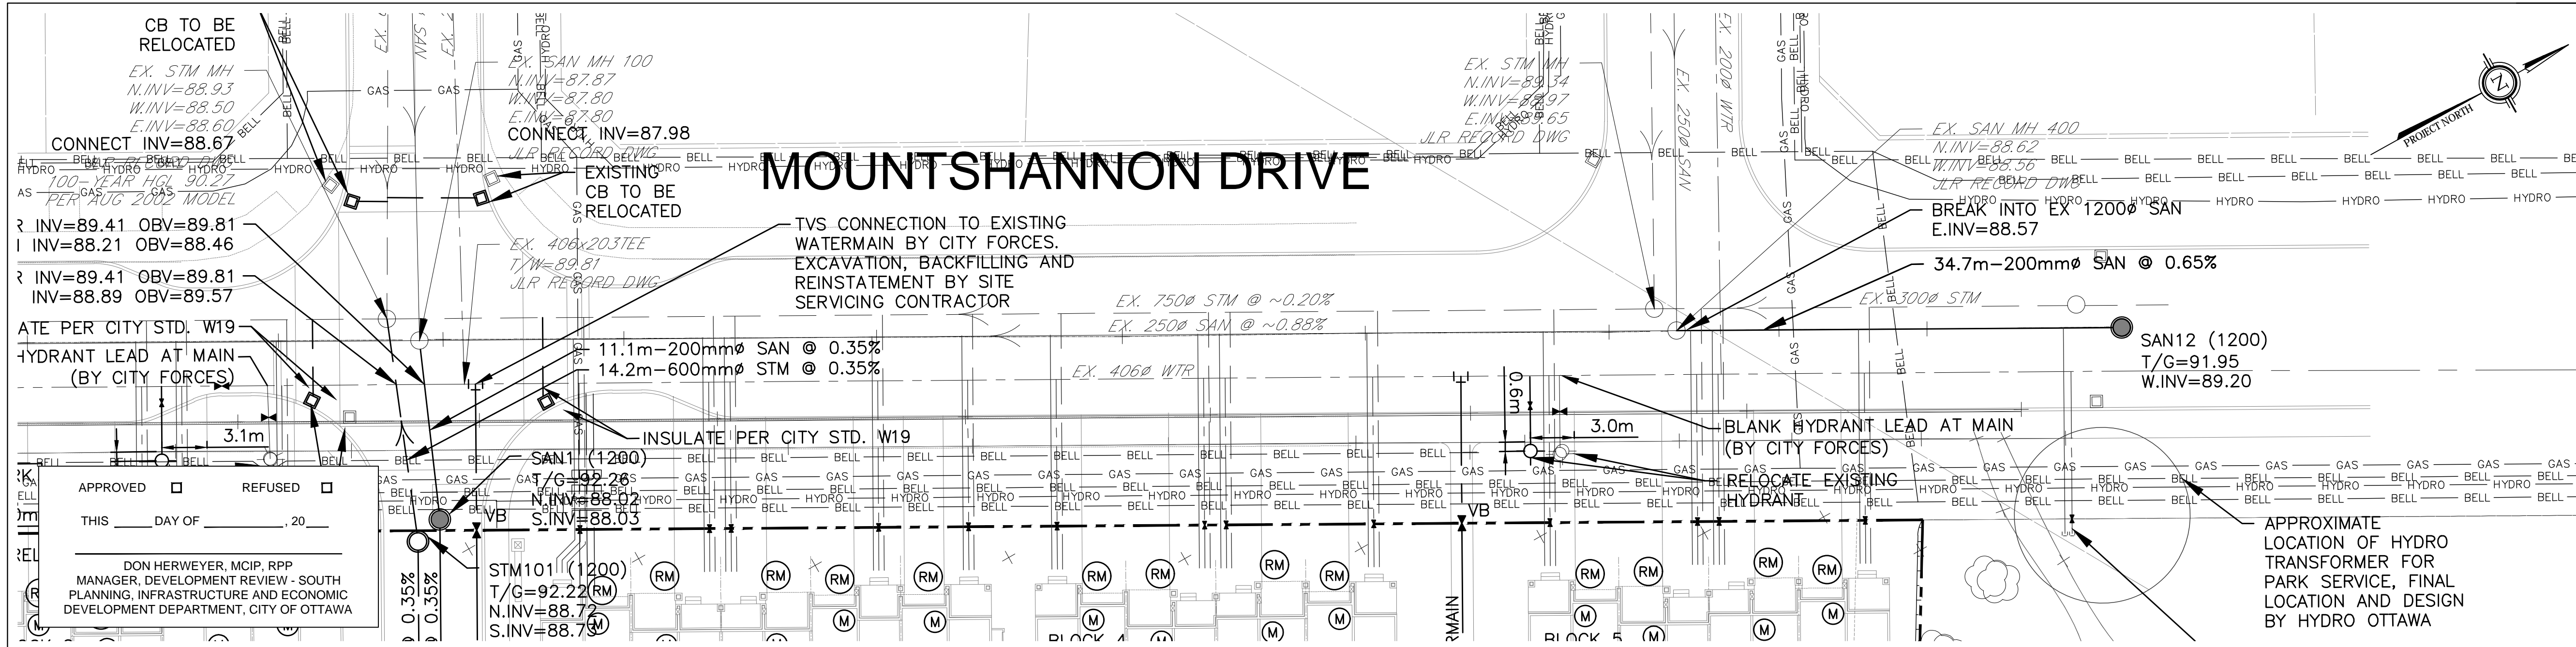 CB TO BE
RELOCATED
EX. STM MH
N.INV=88.93
W.INV=88.50
E.INV=88.60
CONNECT INV=88.67
JLR RECORD DWG
100-YEAR HGL 90.27
PER AUG 2002 MODEL
INV=89.41 OBV=89.81
INV=88.21 OBV=88.46
INV=89.41 OBV=89.81
INV=88.89 OBV=89.57
PER CITY STD. W19
HYDRANT LEAD AT MAIN
(BY CITY FORCES)
3.1m
EX. SAN MH 100
N.INV=87.87
W.INV=87.80
E.INV=87.80
CONNECT INV=87.98
JLR RECORD DWG
EXISTING
CB TO BE
RELOCATED
EX. 406x203TEE
T/W=89.81
JLR RECORD DWG
MOUNTSHANNON DRIVE
TVS CONNECTION TO EXISTING
WATERMAIN BY CITY FORCES.
EXCAVATION, BACKFILLING AND
REINSTATEMENT BY SITE
SERVICING CONTRACTOR
11.1m-200mmø SAN @ 0.35%
14.2m-600mmø STM @ 0.35%
INSULATE PER CITY STD. W19
SAN1 (1200)
T/G=92.26
N.INV=88.02
S.INV=88.03
VB
STM101 (1200)
T/G=92.22
N.INV=88.72
S.INV=88.73
EX. 750ø STM @ ~0.20%
EX. 250ø SAN @ ~0.88%
EX. 406ø WTR
EX. STM MH
N.INV=89.34
W.INV=88.97
JLR RECORD DWG
EX. 250ø SAN
EX. 200ø WTR
EX. SAN MH 400
N.INV=88.62
W.INV=88.56
JLR RECORD DWG
BREAK INTO EX 1200ø SAN
E.INV=88.57
34.7m-200mmø SAN @ 0.65%
EX. 300ø STM
SAN12 (1200)
T/G=91.95
W.INV=89.20
0.6m
3.0m
BLANK HYDRANT LEAD AT MAIN
(BY CITY FORCES)
RELOCATE EXISTING
HYDRANT
VB
APPROXIMATE
LOCATION OF HYDRO
TRANSFORMER FOR
PARK SERVICE, FINAL
LOCATION AND DESIGN
BY HYDRO OTTAWA
PROJECT NORTH
N
GAS
BELL
HYDRO
RM
M
BLOCK 4
BLOCK 5
0.35%
0.35%
APPROVED REFUSED
THIS ____ DAY OF ________, 20__
DON HERWEYER, MCIP, RPP
MANAGER, DEVELOPMENT REVIEW - SOUTH
PLANNING, INFRASTRUCTURE AND ECONOMIC
DEVELOPMENT DEPARTMENT, CITY OF OTTAWA